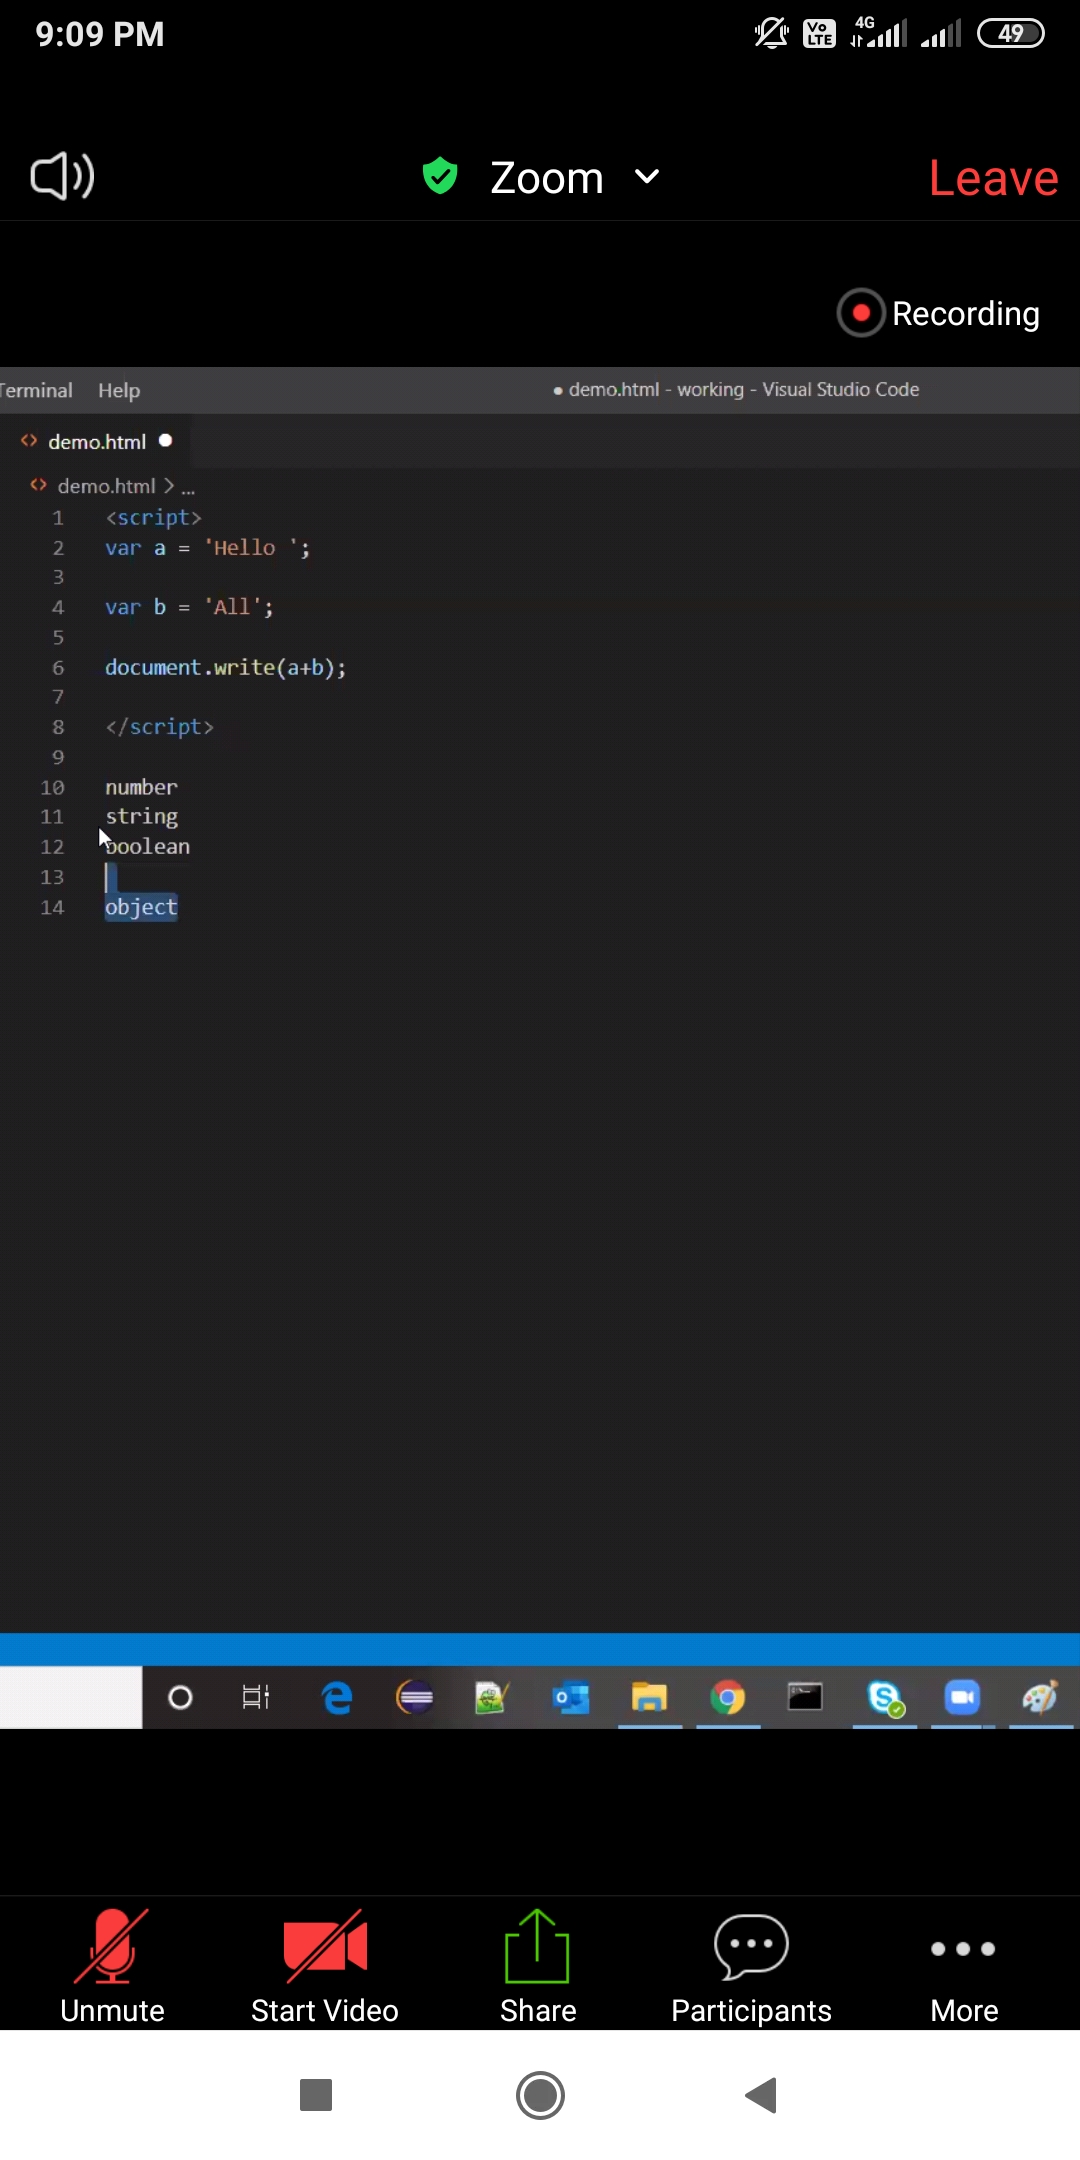 9:09 PM
Vo LTE 4G 49
Zoom Leave
Recording
Terminal Help ● demo.html - working - Visual Studio Code
<> demo.html ●
<> demo.html > ...
1 <script>
2 var a = 'Hello ';
3
4 var b = 'All';
5
6 document.write(a+b);
7
8 </script>
9
10 number
11 string
12 boolean
13
14 object
Unmute Start Video Share Participants More